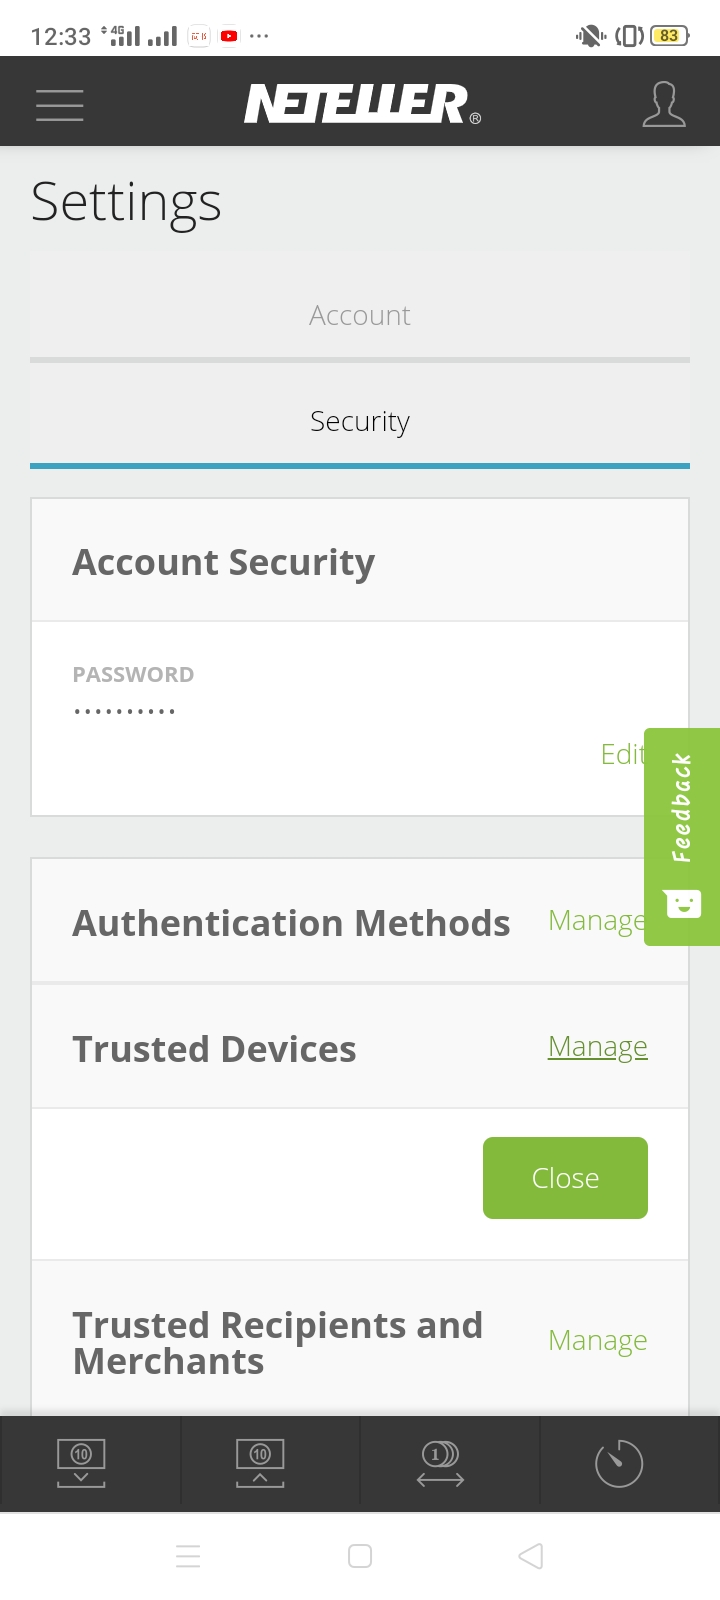 12:33 4G 83
NETELLER®
Settings
Account
Security
Account Security
PASSWORD
••••••••••
Edit
Feedback
Authentication Methods Manage
Trusted Devices Manage
Close
Trusted Recipients and
Merchants
Manage
10 10 1